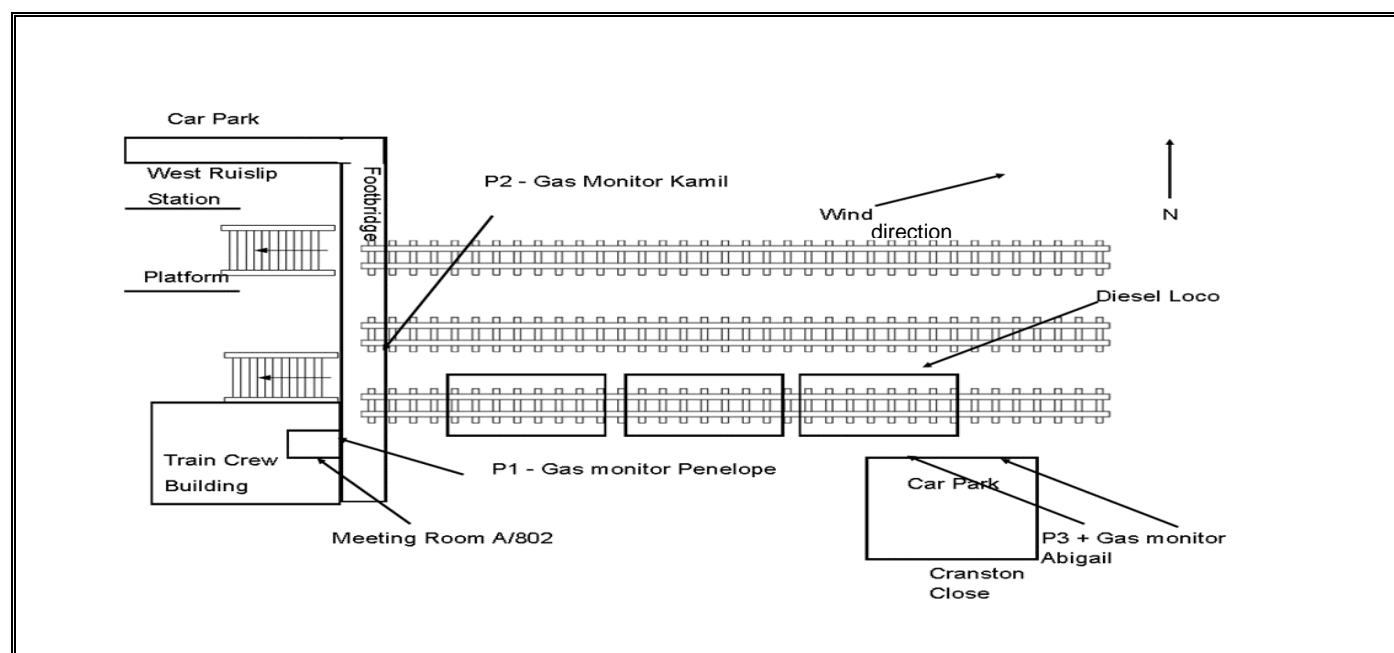 Car Park
West Ruislip
Station
Footbridge
P2 - Gas Monitor Kamil
Wind
direction
N
Platform
Diesel Loco
Train Crew
Building
P1 - Gas monitor Penelope
Meeting Room A/802
Car Park
P3 + Gas monitor
Abigail
Cranston
Close